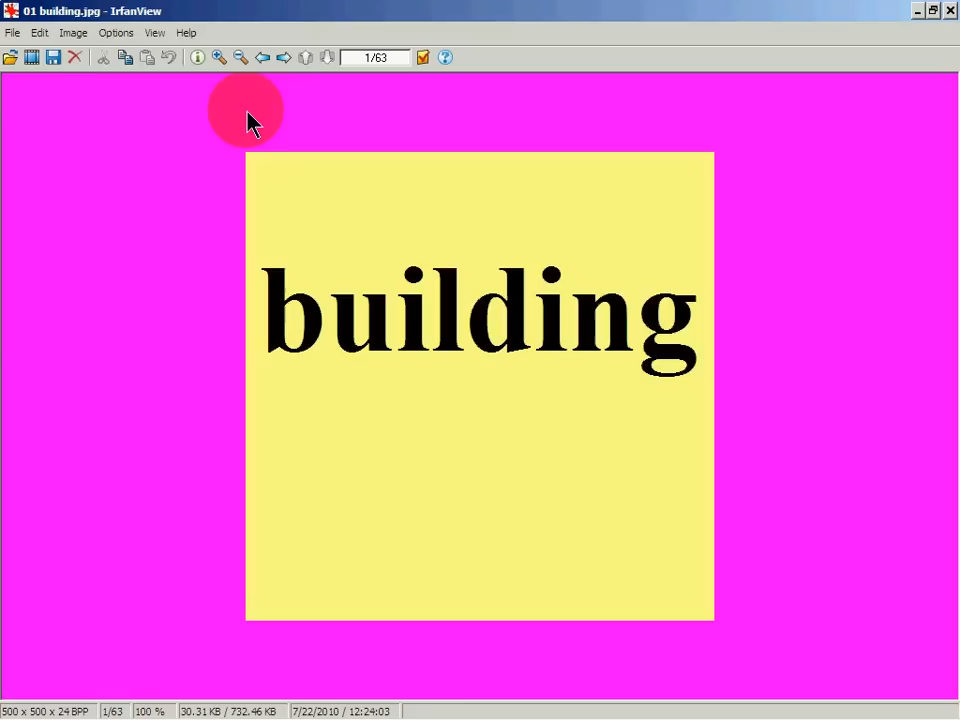 01 building.jpg - IrfanView
File Edit Image Options View Help
1/63
building
500 x 500 x 24 BPP 1/63 100 % 30.31 KB / 732.46 KB 7/22/2010 / 12:24:03